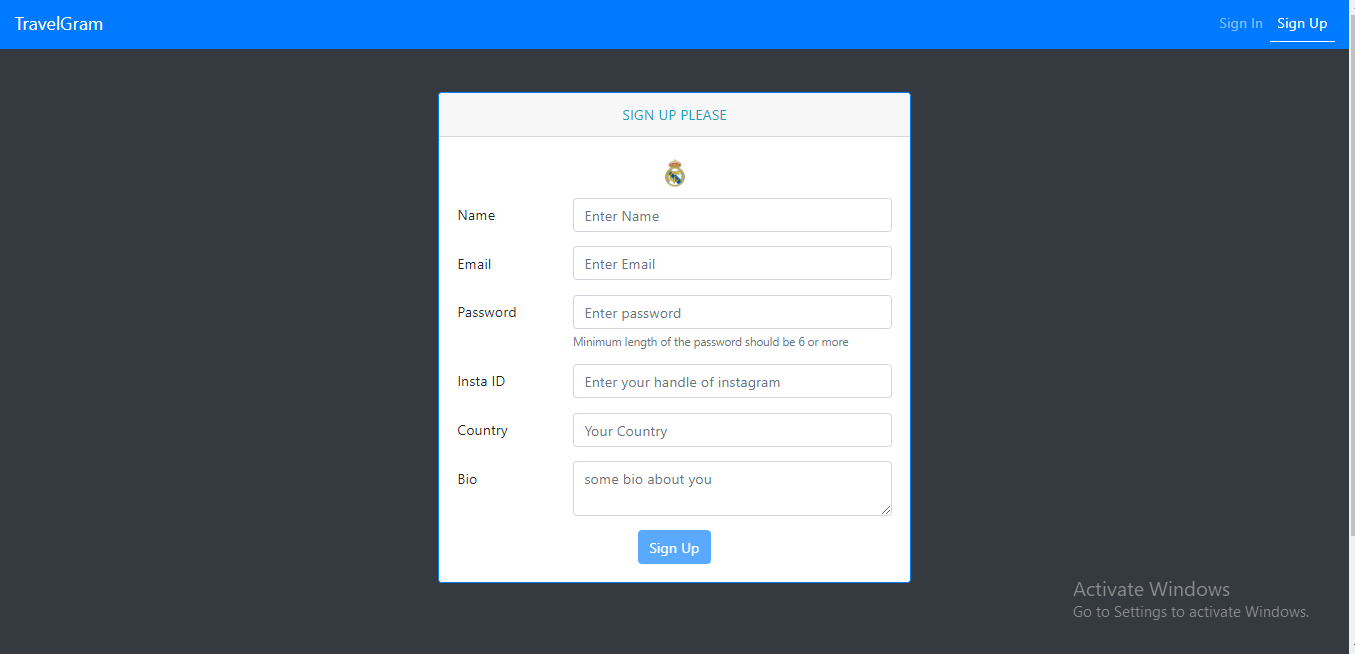 TravelGram
Sign In Sign Up
SIGN UP PLEASE
Name
Enter Name
Email
Enter Email
Password
Enter password
Minimum length of the password should be 6 or more
Insta ID
Enter your handle of instagram
Country
Your Country
Bio
some bio about you
Sign Up
Activate Windows
Go to Settings to activate Windows.